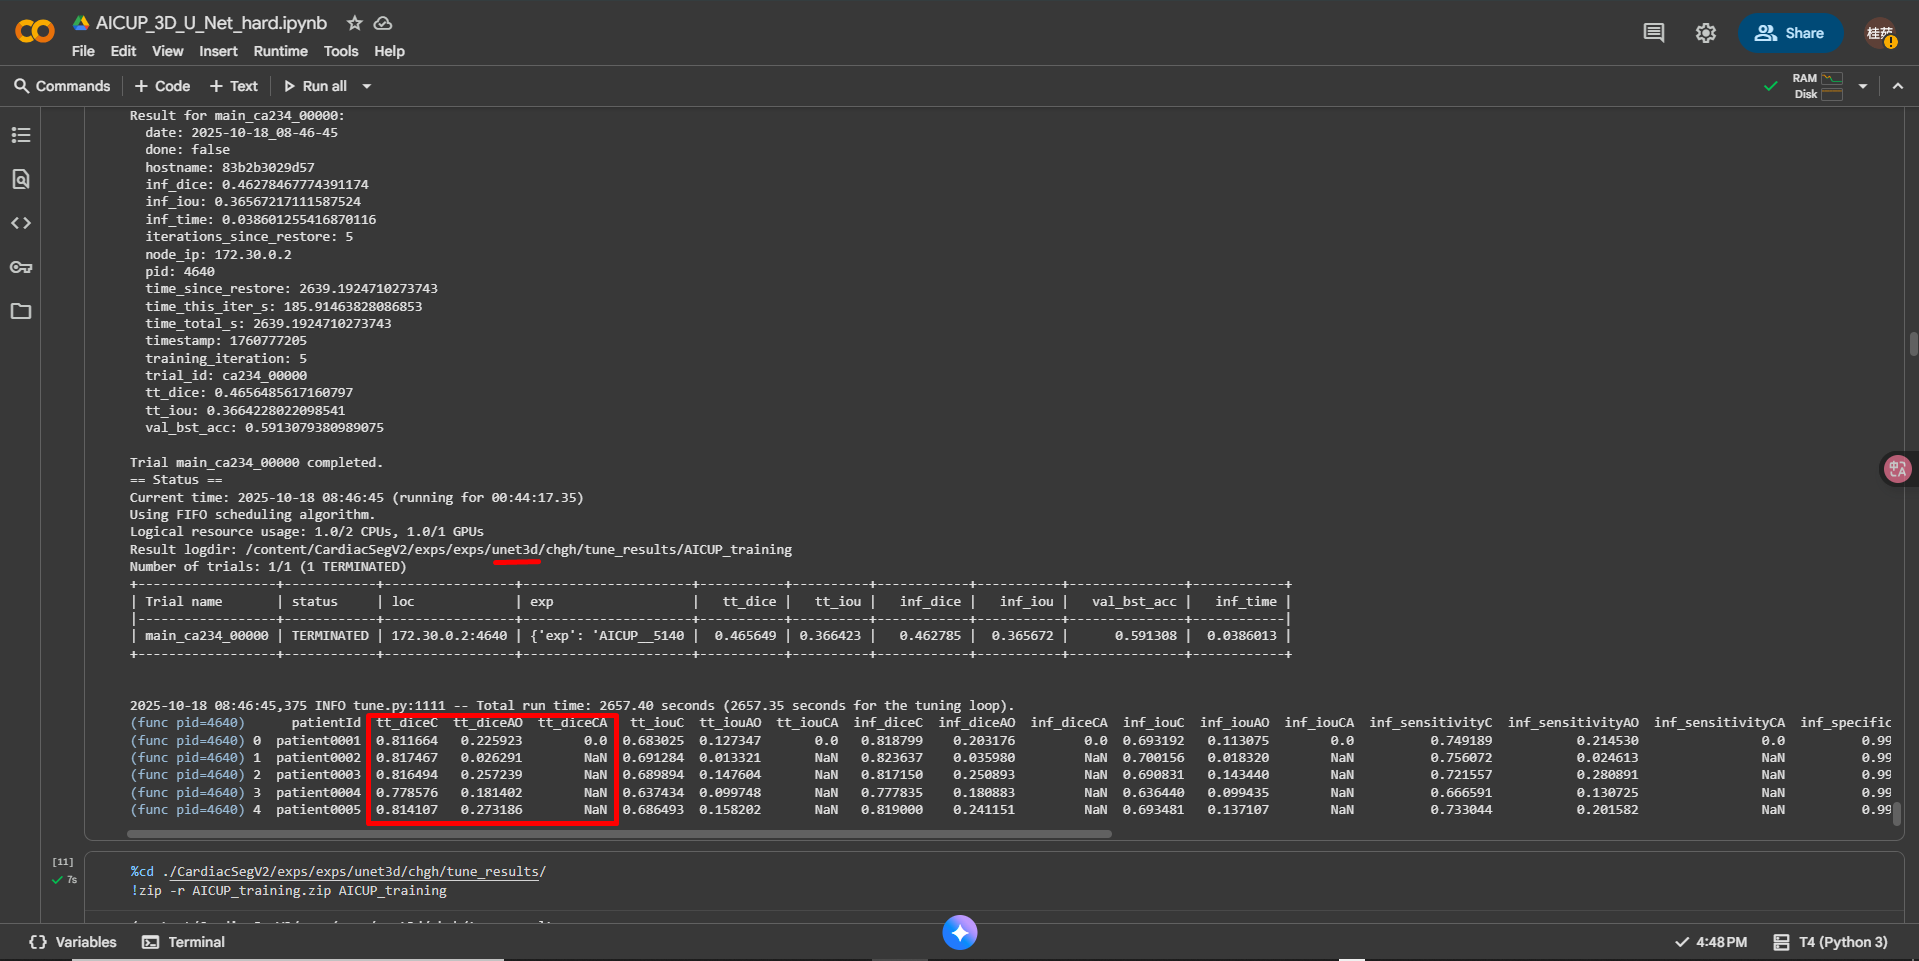 AICUP_3D_U_Net_hard.ipynb
File Edit View Insert Runtime Tools Help
Share
Commands + Code + Text Run all
RAM
Disk
Result for main_ca234_00000:
date: 2025-10-18_08-46-45
done: false
hostname: 83b2b3029d57
inf_dice: 0.46278467774391174
inf_iou: 0.36567217111587524
inf_time: 0.038601255416870116
iterations_since_restore: 5
node_ip: 172.30.0.2
pid: 4640
time_since_restore: 2639.1924710273743
time_this_iter_s: 185.91463828086853
time_total_s: 2639.1924710273743
timestamp: 1760777205
training_iteration: 5
trial_id: ca234_00000
tt_dice: 0.4656485617160797
tt_iou: 0.3664228022098541
val_bst_acc: 0.5913079380989075
Trial main_ca234_00000 completed.
== Status ==
Current time: 2025-10-18 08:46:45 (running for 00:44:17.35)
Using FIFO scheduling algorithm.
Logical resource usage: 1.0/2 CPUs, 1.0/1 GPUs
Result logdir: /content/CardiacSegV2/exps/exps/unet3d/chgh/tune_results/AICUP_training
Number of trials: 1/1 (1 TERMINATED)
| Trial name | status | loc | exp | tt_dice | tt_iou | inf_dice | inf_iou | val_bst_acc | inf_time |
| main_ca234_00000 | TERMINATED | 172.30.0.2:4640 | {'exp': 'AICUP__5140 | 0.465649 | 0.366423 | 0.462785 | 0.365672 | 0.591308 | 0.0386013 |
2025-10-18 08:46:45,375 INFO tune.py:1111 -- Total run time: 2657.40 seconds (2657.35 seconds for the tuning loop).
(func pid=4640) patientId tt_diceC tt_diceAO tt_diceCA tt_iouC tt_iouAO tt_iouCA inf_diceC inf_diceAO inf_diceCA inf_iouC inf_iouAO inf_iouCA inf_sensitivityC inf_sensitivityAO inf_sensitivityCA inf_specific
(func pid=4640) 0 patient0001 0.811664 0.225923 0.0 0.683025 0.127347 0.0 0.818799 0.203176 0.0 0.693192 0.113075 0.0 0.749189 0.214530 0.0 0.99
(func pid=4640) 1 patient0002 0.817467 0.026291 NaN 0.691284 0.013321 NaN 0.823637 0.035980 NaN 0.700156 0.018320 NaN 0.756072 0.024613 NaN 0.99
(func pid=4640) 2 patient0003 0.816494 0.257239 NaN 0.689894 0.147604 NaN 0.817150 0.250893 NaN 0.690831 0.143440 NaN 0.721557 0.280891 NaN 0.99
(func pid=4640) 3 patient0004 0.778576 0.181402 NaN 0.637434 0.099748 NaN 0.777835 0.180883 NaN 0.636440 0.099435 NaN 0.666591 0.130725 NaN 0.99
(func pid=4640) 4 patient0005 0.814107 0.273186 NaN 0.686493 0.158202 NaN 0.819000 0.241151 NaN 0.693481 0.137107 NaN 0.733044 0.201582 NaN 0.99
[11]
7s
%cd ./CardiacSegV2/exps/exps/unet3d/chgh/tune_results/
!zip -r AICUP_training.zip AICUP_training
Variables Terminal
4:48 PM T4 (Python 3)